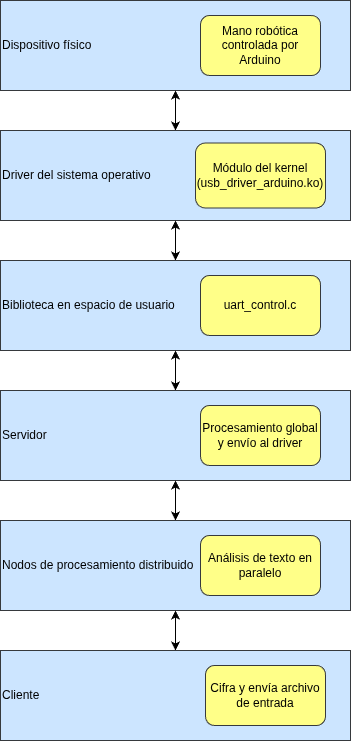 Dispositivo físico
Mano robótica
controlada por
Arduino
Driver del sistema operativo
Módulo del kernel
(usb_driver_arduino.ko)
Biblioteca en espacio de usuario
uart_control.c
Servidor
Procesamiento global
y envío al driver
Nodos de procesamiento distribuido
Análisis de texto en
paralelo
Cliente
Cifra y envía archivo
de entrada